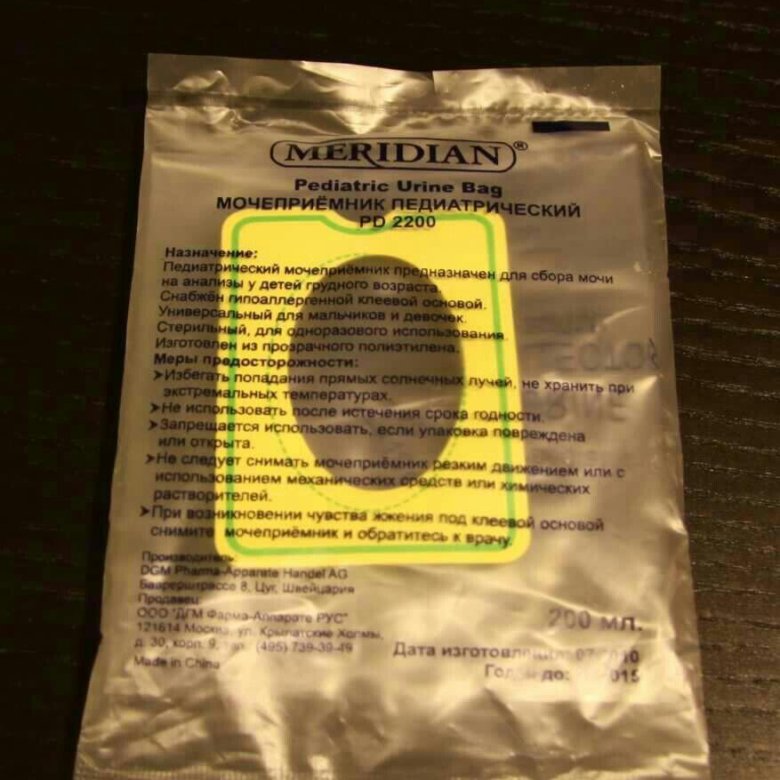 MERIDIAN®
Pediatric Urine Bag
МОЧЕПРИЁМНИК ПЕДИАТРИЧЕСКИЙ
PD 2200
Назначение:
Педиатрический мочеприёмник предназначен для сбора мочи
на анализы у детей грудного возраста.
Снабжён гипоаллергенной клеевой основой.
Универсальный для мальчиков и девочек.
Стерильный, для одноразового использования.
Изготовлен из прозрачного полиэтилена.
Меры предосторожности:
➤Избегать попадания прямых солнечных лучей, не хранить при
экстремальных температурах.
➤Не использовать после истечения срока годности.
➤Запрещается использовать, если упаковка повреждена
или открыта.
➤Не следует снимать мочеприёмник резким движением или с
использованием механических средств или химических
растворителей.
➤При возникновении чувства жжения под клеевой основой
снимите мочеприёмник и обратитесь к врачу.
Производитель
DGM Pharma-Apparate Handel AG
Баарерштрассе 8, Цуг, Швейцария
Продавец:
ООО "ДГМ Фарма-Аппарате РУС"
121614 Москва, ул. Крылатские Холмы,
д. 30, корп. 9, тел. (495) 739-39-49
Made in China
200 мл.
Дата изготовления:
до: